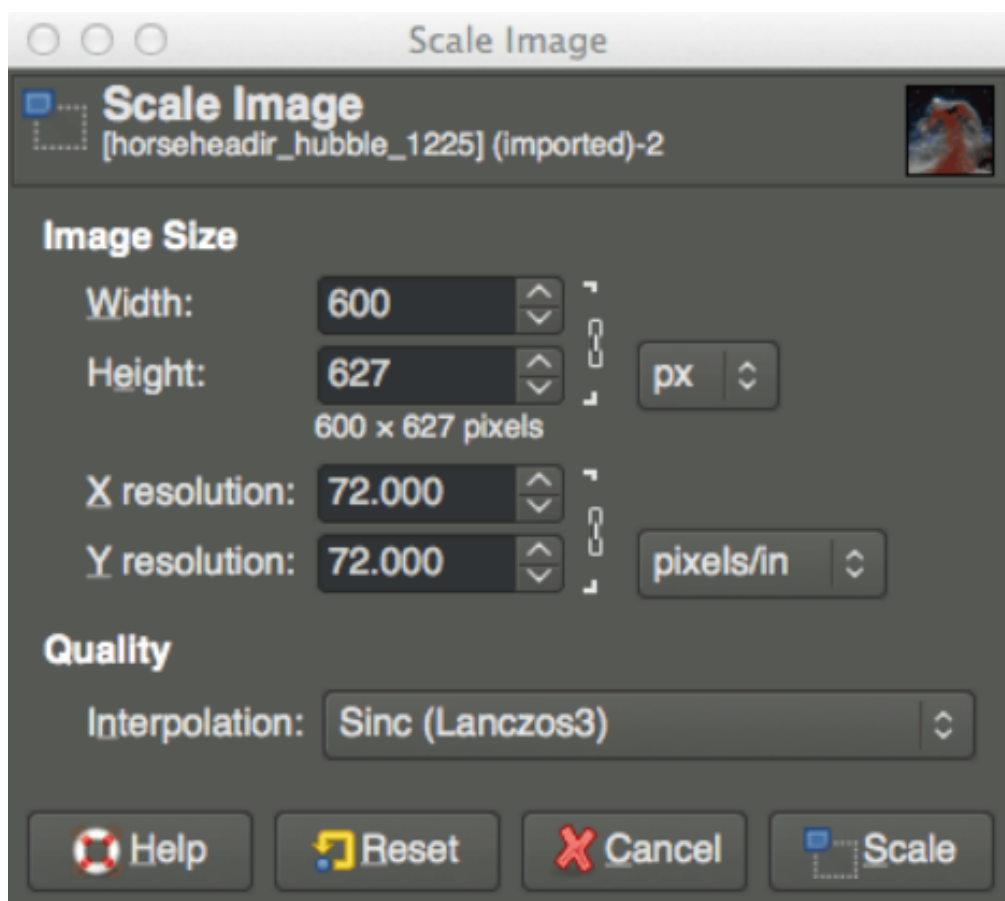 Scale Image
Scale Image
[horseheadir_hubble_1225] (imported)-2
Image Size
Width: 600
Height: 627 px
600 × 627 pixels
X resolution: 72.000
Y resolution: 72.000 pixels/in
Quality
Interpolation: Sinc (Lanczos3)
Help Reset Cancel Scale